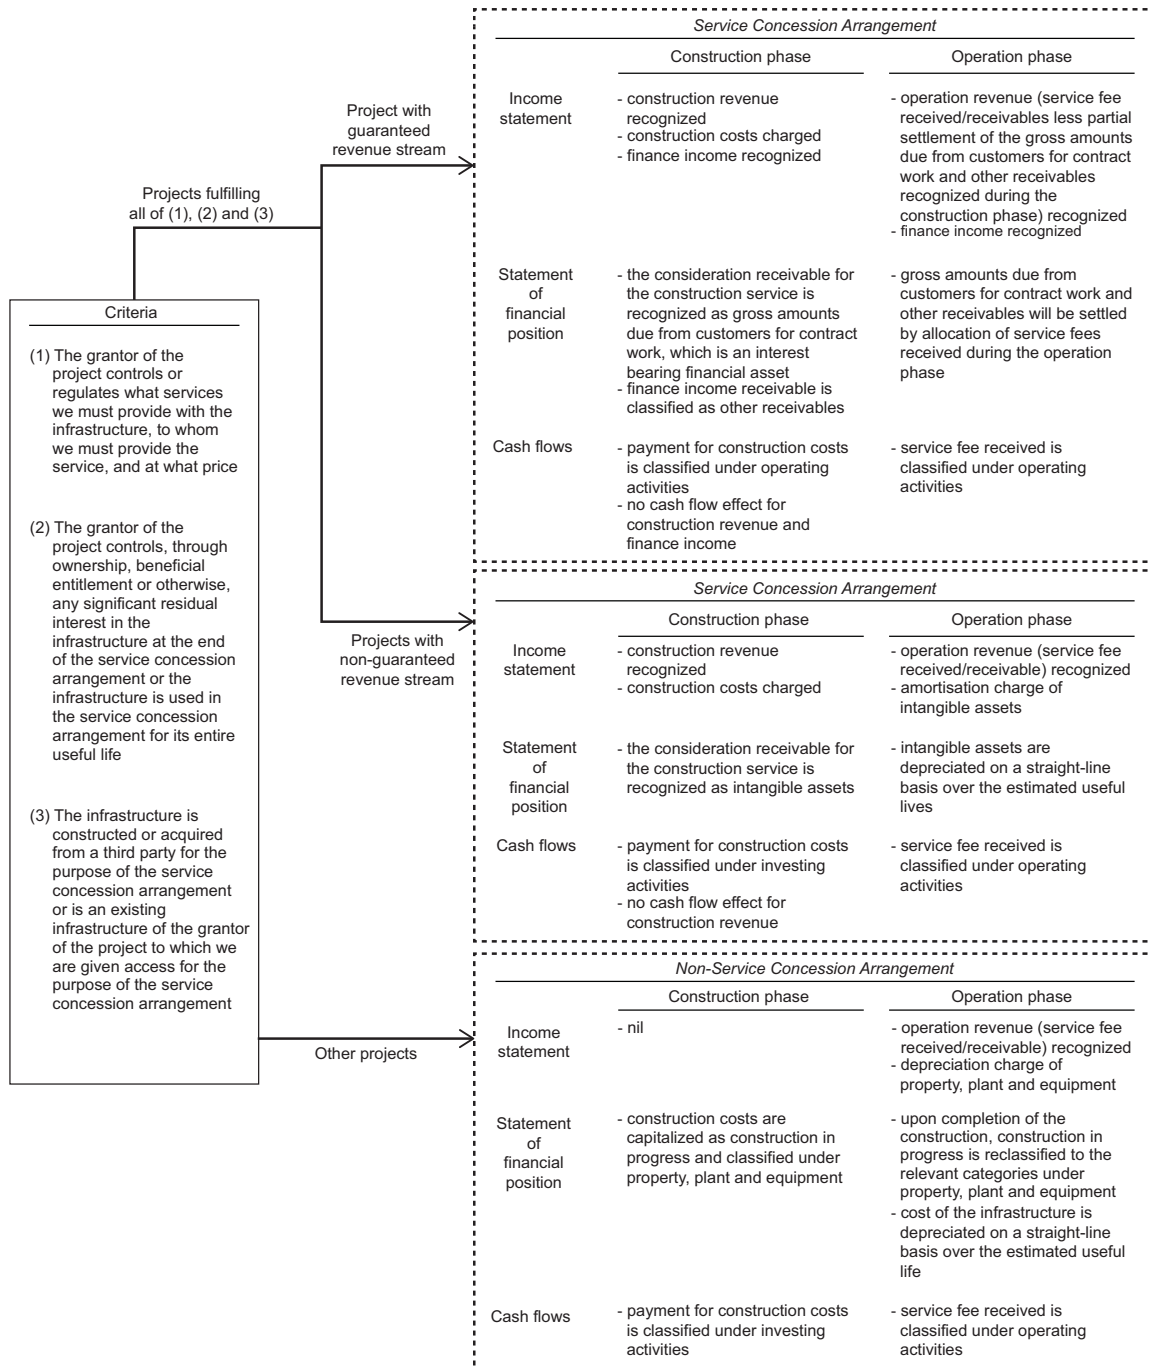 Criteria
(1) The grantor of the
project controls or
regulates what services
we must provide with the
infrastructure, to whom
we must provide the
service, and at what price
(2) The grantor of the
project controls, through
ownership, beneficial
entitlement or otherwise,
any significant residual
interest in the
infrastructure at the end
of the service concession
arrangement or the
infrastructure is used in
the service concession
arrangement for its entire
useful life
(3) The infrastructure is
constructed or acquired
from a third party for the
purpose of the service
concession arrangement
or is an existing
infrastructure of the grantor
of the project to which we
are given access for the
purpose of the service
concession arrangement
Projects fulfilling
all of (1), (2) and (3)
Project with
guaranteed
revenue stream
Service Concession Arrangement
Construction phase
Operation phase
Income
statement
- construction revenue
recognized
- construction costs charged
- finance income recognized
- operation revenue (service fee
received/receivables less partial
settlement of the gross amounts
due from customers for contract
work and other receivables
recognized during the
construction phase) recognized
- finance income recognized
Statement
of
financial
position
- the consideration receivable for
the construction service is
recognized as gross amounts
due from customers for contract
work, which is an interest
bearing financial asset
- finance income receivable is
classified as other receivables
- gross amounts due from
customers for contract work and
other receivables will be settled
by allocation of service fees
received during the operation
phase
Cash flows
- payment for construction costs
is classified under operating
activities
- no cash flow effect for
construction revenue and
finance income
- service fee received is
classified under operating
activities
Projects with
non-guaranteed
revenue stream
Service Concession Arrangement
Construction phase
Operation phase
Income
statement
- construction revenue
recognized
- construction costs charged
- operation revenue (service fee
received/receivable) recognized
- amortisation charge of
intangible assets
Statement
of
financial
position
- the consideration receivable for
the construction service is
recognized as intangible assets
- intangible assets are
depreciated on a straight-line
basis over the estimated useful
lives
Cash flows
- payment for construction costs
is classified under investing
activities
- no cash flow effect for
construction revenue
- service fee received is
classified under operating
activities
Other projects
Non-Service Concession Arrangement
Construction phase
Operation phase
Income
statement
- nil
- operation revenue (service fee
received/receivable) recognized
- depreciation charge of
property, plant and equipment
Statement
of
financial
position
- construction costs are
capitalized as construction in
progress and classified under
property, plant and equipment
- upon completion of the
construction, construction in
progress is reclassified to the
relevant categories under
property, plant and equipment
- cost of the infrastructure is
depreciated on a straight-line
basis over the estimated useful
life
Cash flows
- payment for construction costs
is classified under investing
activities
- service fee received is
classified under operating
activities